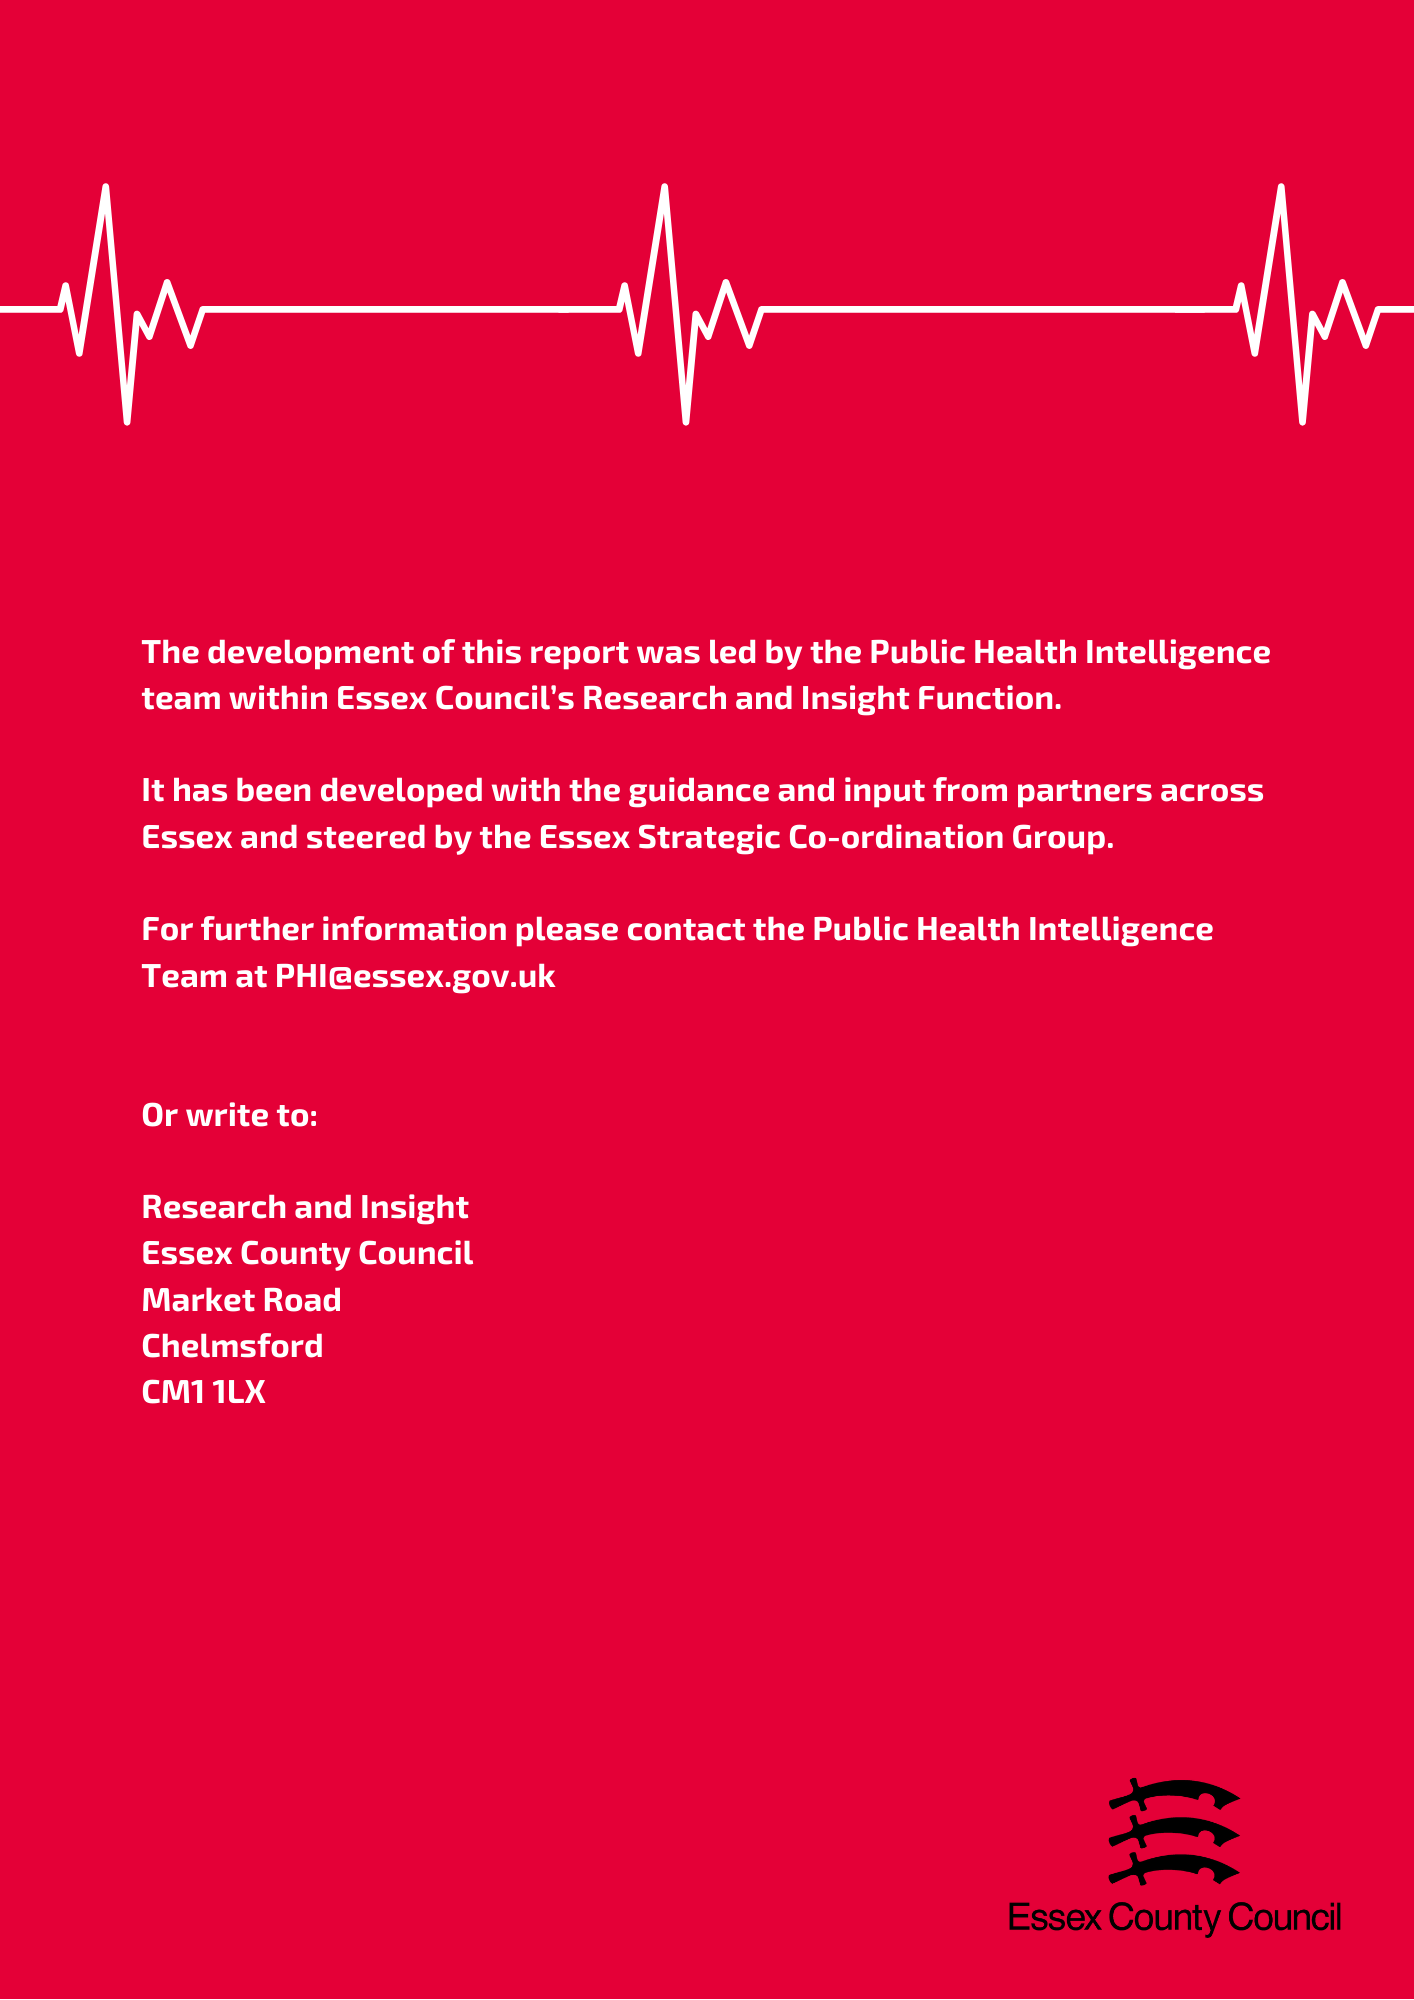 The development of this report was led by the Public Health Intelligence
team within Essex Council’s Research and Insight Function.
It has been developed with the guidance and input from partners across
Essex and steered by the Essex Strategic Co-ordination Group.
For further information please contact the Public Health Intelligence
Team at PHI@essex.gov.uk
Or write to:
Research and Insight
Essex County Council
Market Road
Chelmsford
CM1 1LX
Essex County Council